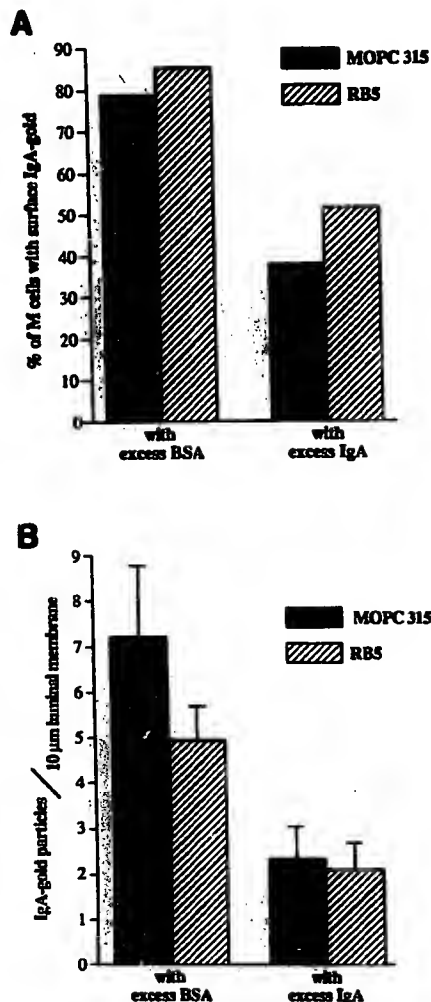 A
MOPC 315
RB5
% of M cells with surface IgA-gold
90
80
70
60
50
40
30
20
10
0
with
excess BSA
with
excess IgA
B
MOPC 315
RB5
IgA-gold particles / 10 µm luminal membrane
9
8
7
6
5
4
3
2
1
0
with
excess BSA
with
excess IgA